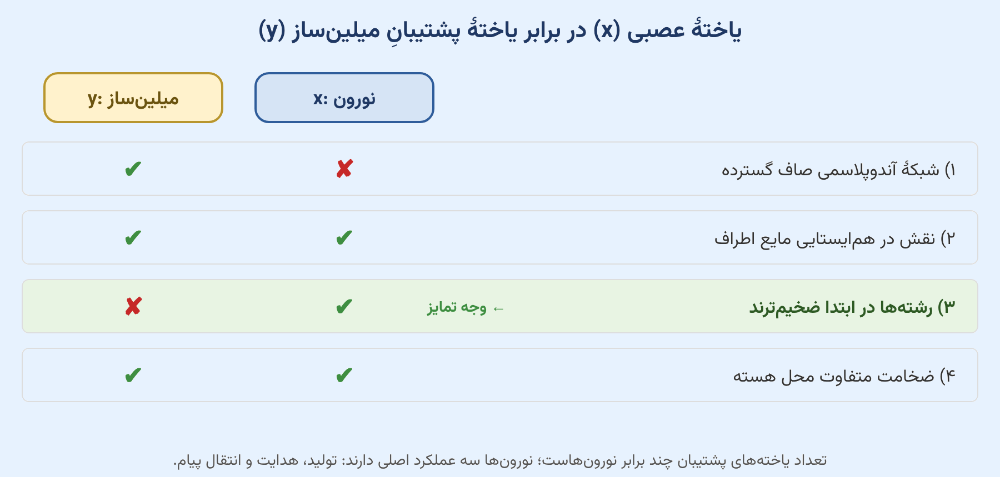 یاختهٔ عصبی (x) در برابر یاختهٔ پشتیبانِ میلین‌ساز (y)
نورون :x
میلین‌ساز :y
۱) شبکهٔ آندوپلاسمی صاف گسترده ✘ ✔
۲) نقش در هم‌ایستایی مایع اطراف ✔ ✔
۳) رشته‌ها در ابتدا ضخیم‌ترند ← وجه تمایز ✔ ✘
۴) ضخامت متفاوت محل هسته ✔ ✔
تعداد یاخته‌های پشتیبان چند برابر نورون‌هاست؛ نورون‌ها سه عملکرد اصلی دارند: تولید، هدایت و انتقال پیام.